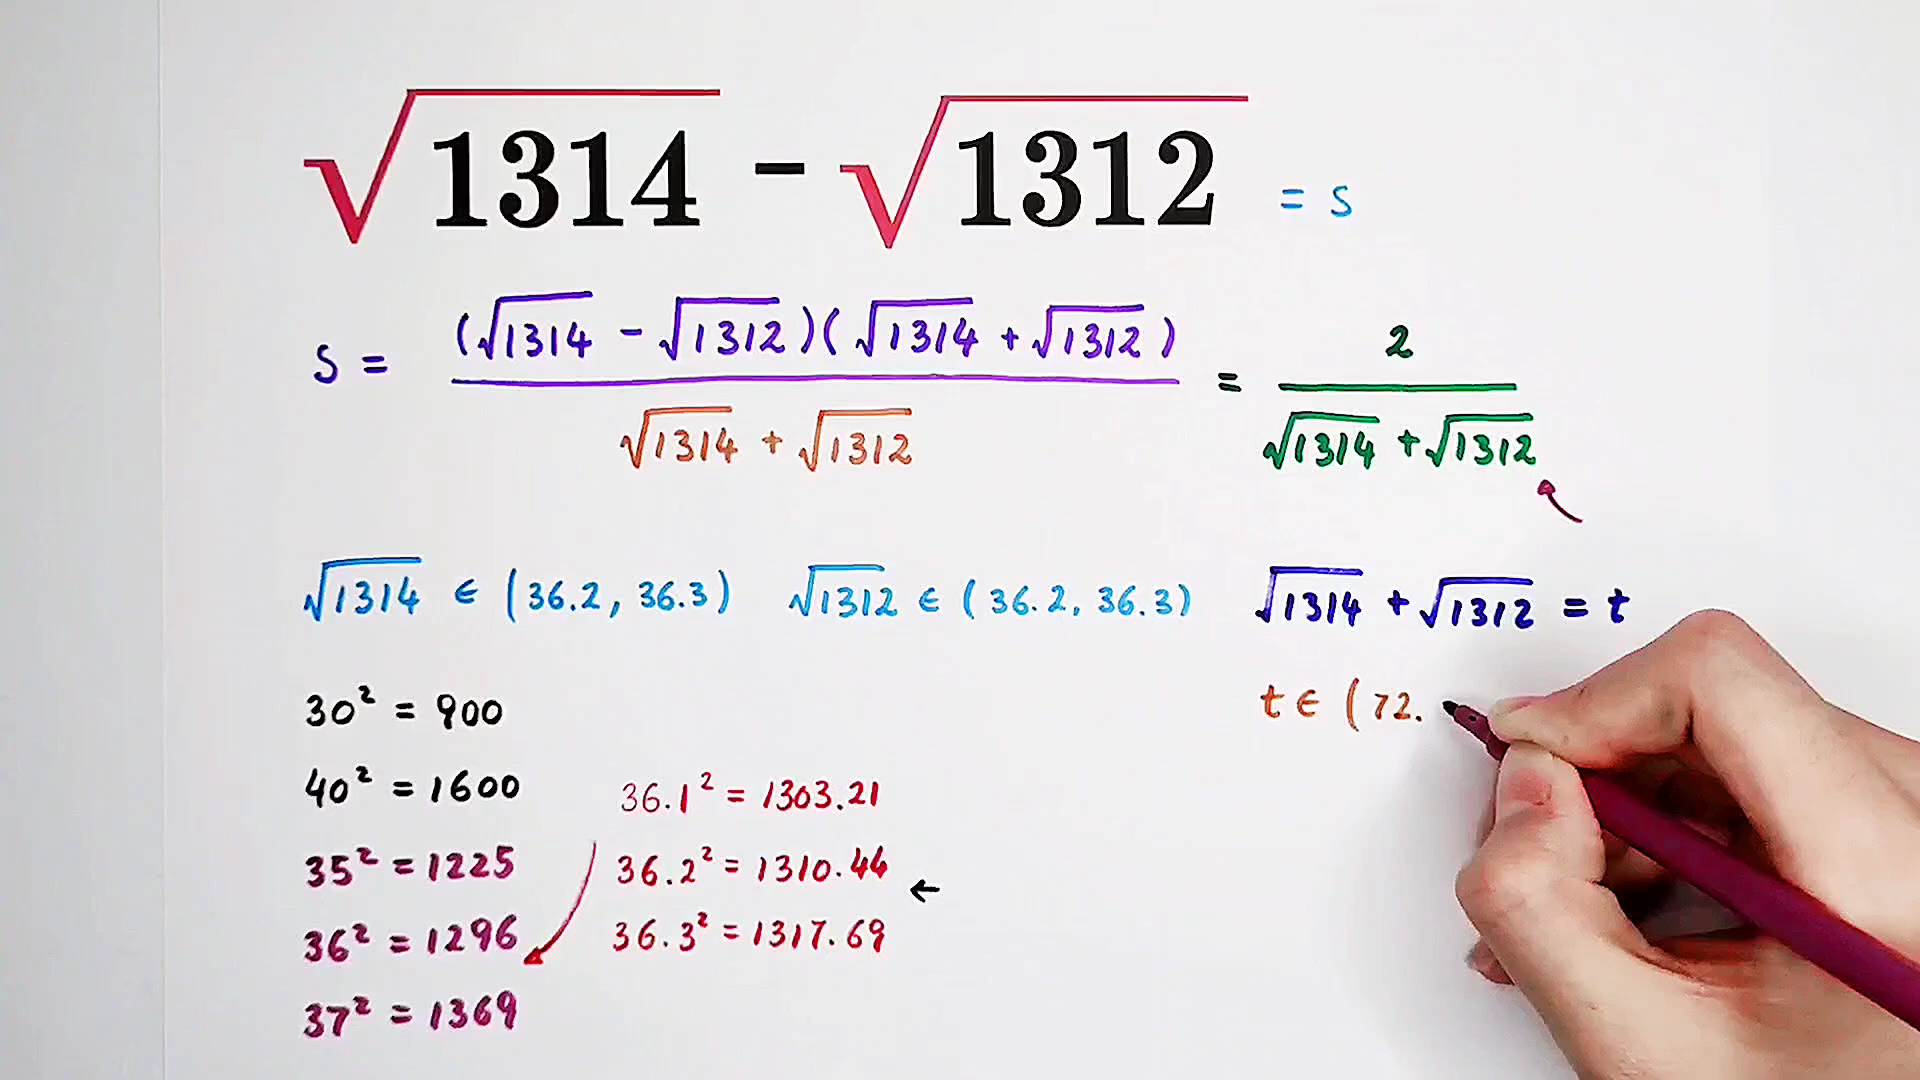 √1314 - √1312 = s
s = (√1314 - √1312)(√1314 + √1312) / (√1314 + √1312) = 2 / (√1314 + √1312)
√1314 ∈ (36.2, 36.3) √1312 ∈ (36.2, 36.3) √1314 + √1312 = t
t ∈ (72.
30² = 900
40² = 1600
35² = 1225
36² = 1296
37² = 1369
36.1² = 1303.21
36.2² = 1310.44 ←
36.3² = 1317.69